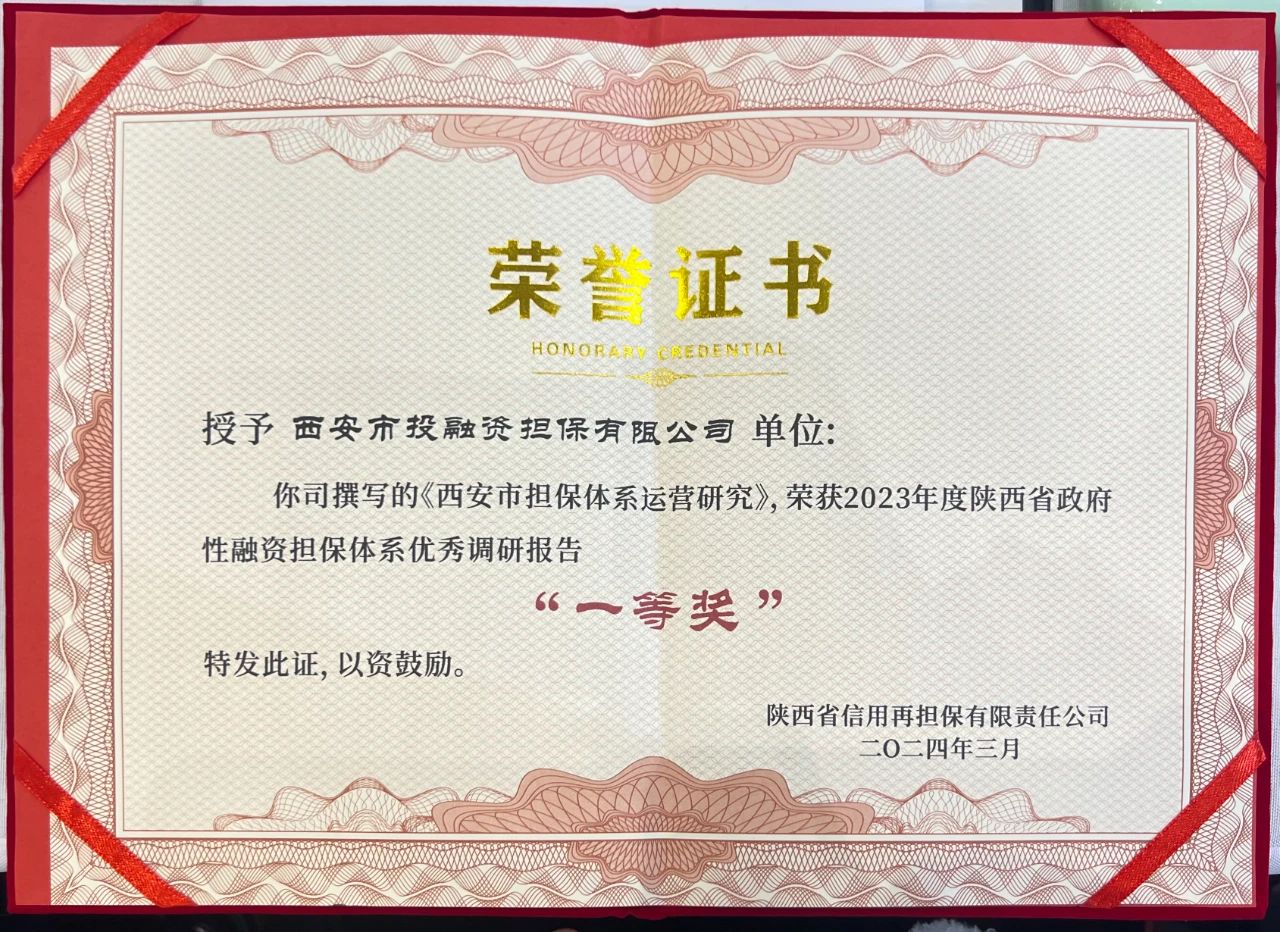 荣誉证书
HONORARY CREDENTIAL
授予 西安市投融资担保有限公司 单位:
你司撰写的《西安市担保体系运营研究》, 荣获2023年度陕西省政府
性融资担保体系优秀调研报告
“一等奖”
特发此证, 以资鼓励。
陕西省信用再担保有限责任公司
二〇二四年三月